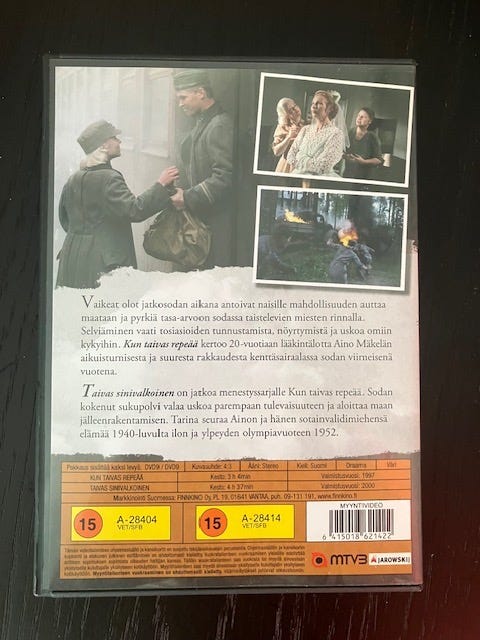 Vaikeat olot jatkosodan aikana antoivat naisille mahdollisuuden auttaa
maataan ja pyrkiä tasa-arvoon sodassa taistelevien miesten rinnalla.
Selviäminen vaati tosiasioiden tunnustamista, nöyrtymistä ja uskoa omiin
kykyihin. Kun taivas repeää kertoo 20-vuotiaan lääkintälotta Aino Mäkelän
aikuistumisesta ja suuresta rakkaudesta kenttäsairaalassa sodan viimeisenä
vuotena.
Taivas sinivalkoinen on jatkoa menestyssarjalle Kun taivas repeää. Sodan
kokenut sukupolvi valaa uskoa parempaan tulevaisuuteen ja aloittaa maan
jälleenrakentamisen. Tarina seuraa Ainon ja hänen sotainvalidimiehensä
elämää 1940-luvulta ilon ja ylpeyden olympiavuoteen 1952.
Pakkaus sisältää kaksi levyä. DVD9 / DVD9 Kuvasuhde: 4:3 Ääni: Stereo Kieli: Suomi Draama Väri
KUN TAIVAS REPEÄÄ Kesto: 3 h 4min Valmistusvuosi: 1997
TAIVAS SINIVALKOINEN Kesto: 4 h 37min Valmistusvuosi: 2000
Markkinointi Suomessa: FINNKINO Oy, PL 19, 01641 VANTAA, puh. 09-131 191, www.finnkino.fi
15 A-28404 VET/SFB
15 A-28414 VET/SFB
MYYNTIVIDEO
6 415018 621422
MTV3 JAROWSKIJ